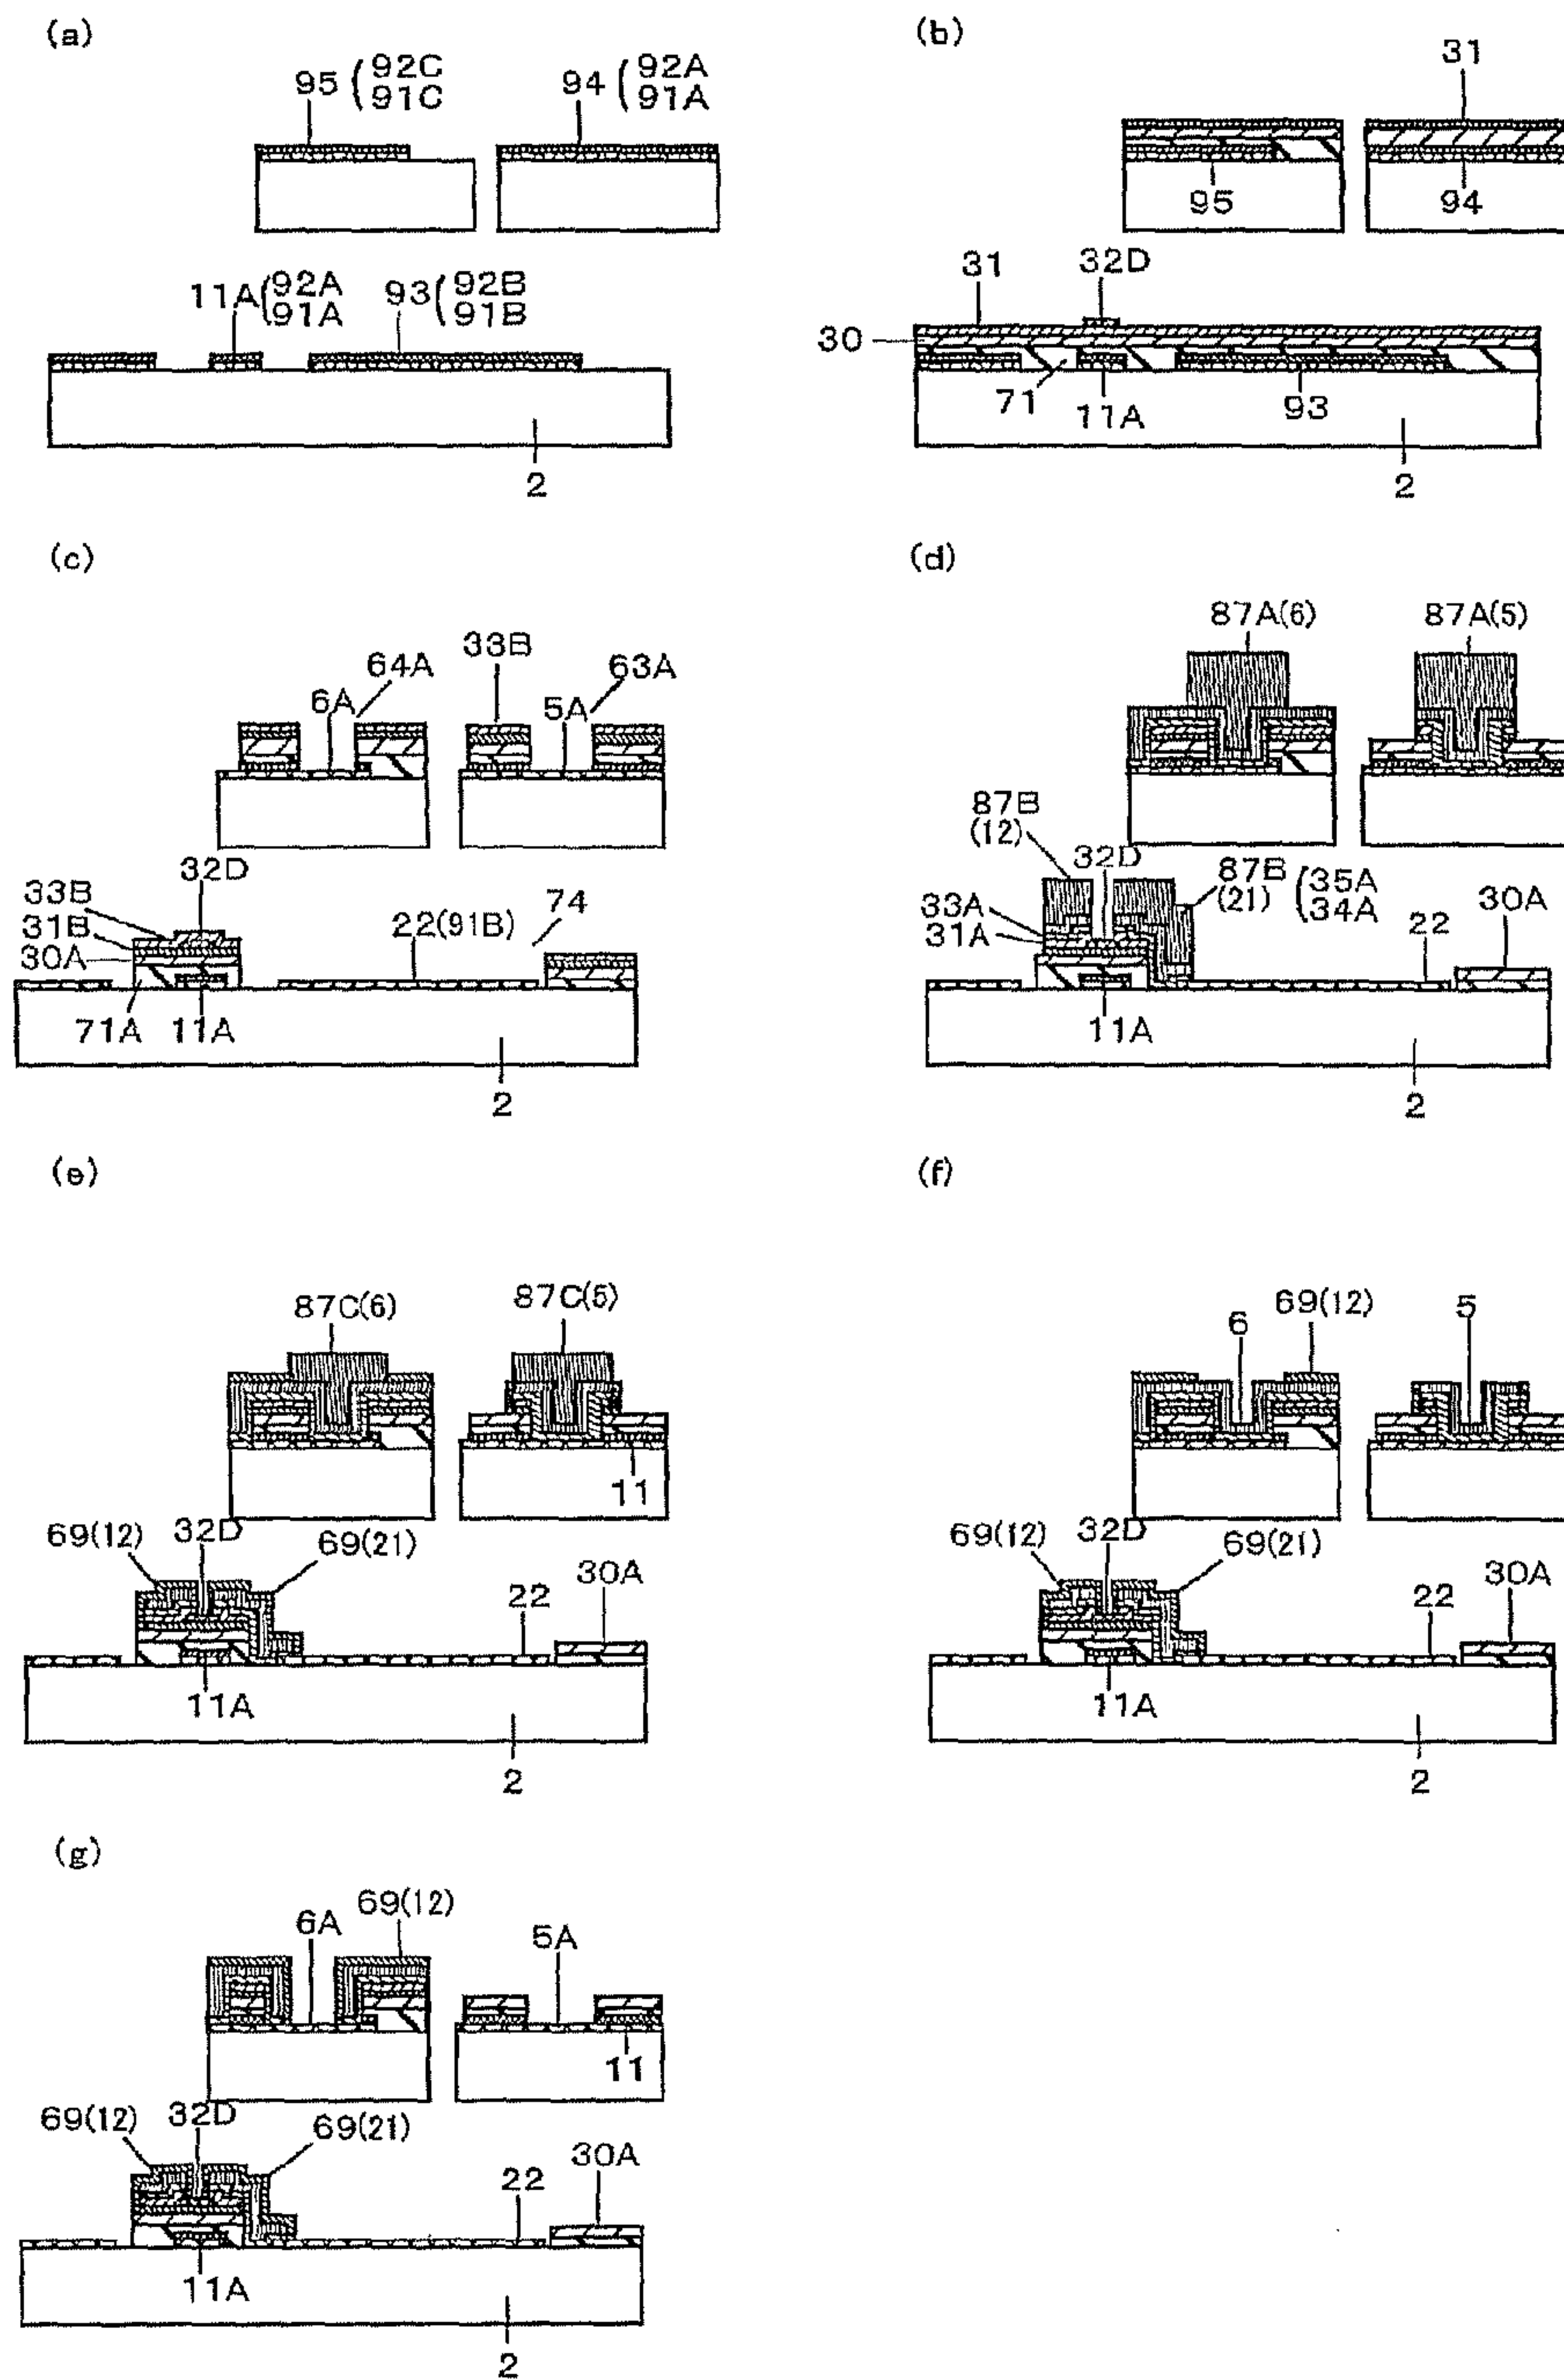 (a)
95 { 92C
91C
94 ( 92A
91A
11A { 92A
91A
93 ( 92B
91B
2
(b)
31
95
94
31
32D
30
71
11A
93
2
(c)
33B
64A
63A
6A
5A
32D
33B
31B
30A
22(91B)
74
71A
11A
2
(d)
87A(6)
87A(5)
87B
(12)
32D
87B
(21) { 35A
34A
33A
31A
30A
22
11A
2
(e)
87C(6)
87C(5)
11
69(12)
32D
69(21)
30A
22
11A
2
(f)
69(12)
6
5
69(12)
32D
69(21)
30A
22
11A
2
(g)
69(12)
6A
5A
11
69(12)
32D
69(21)
30A
22
11A
2